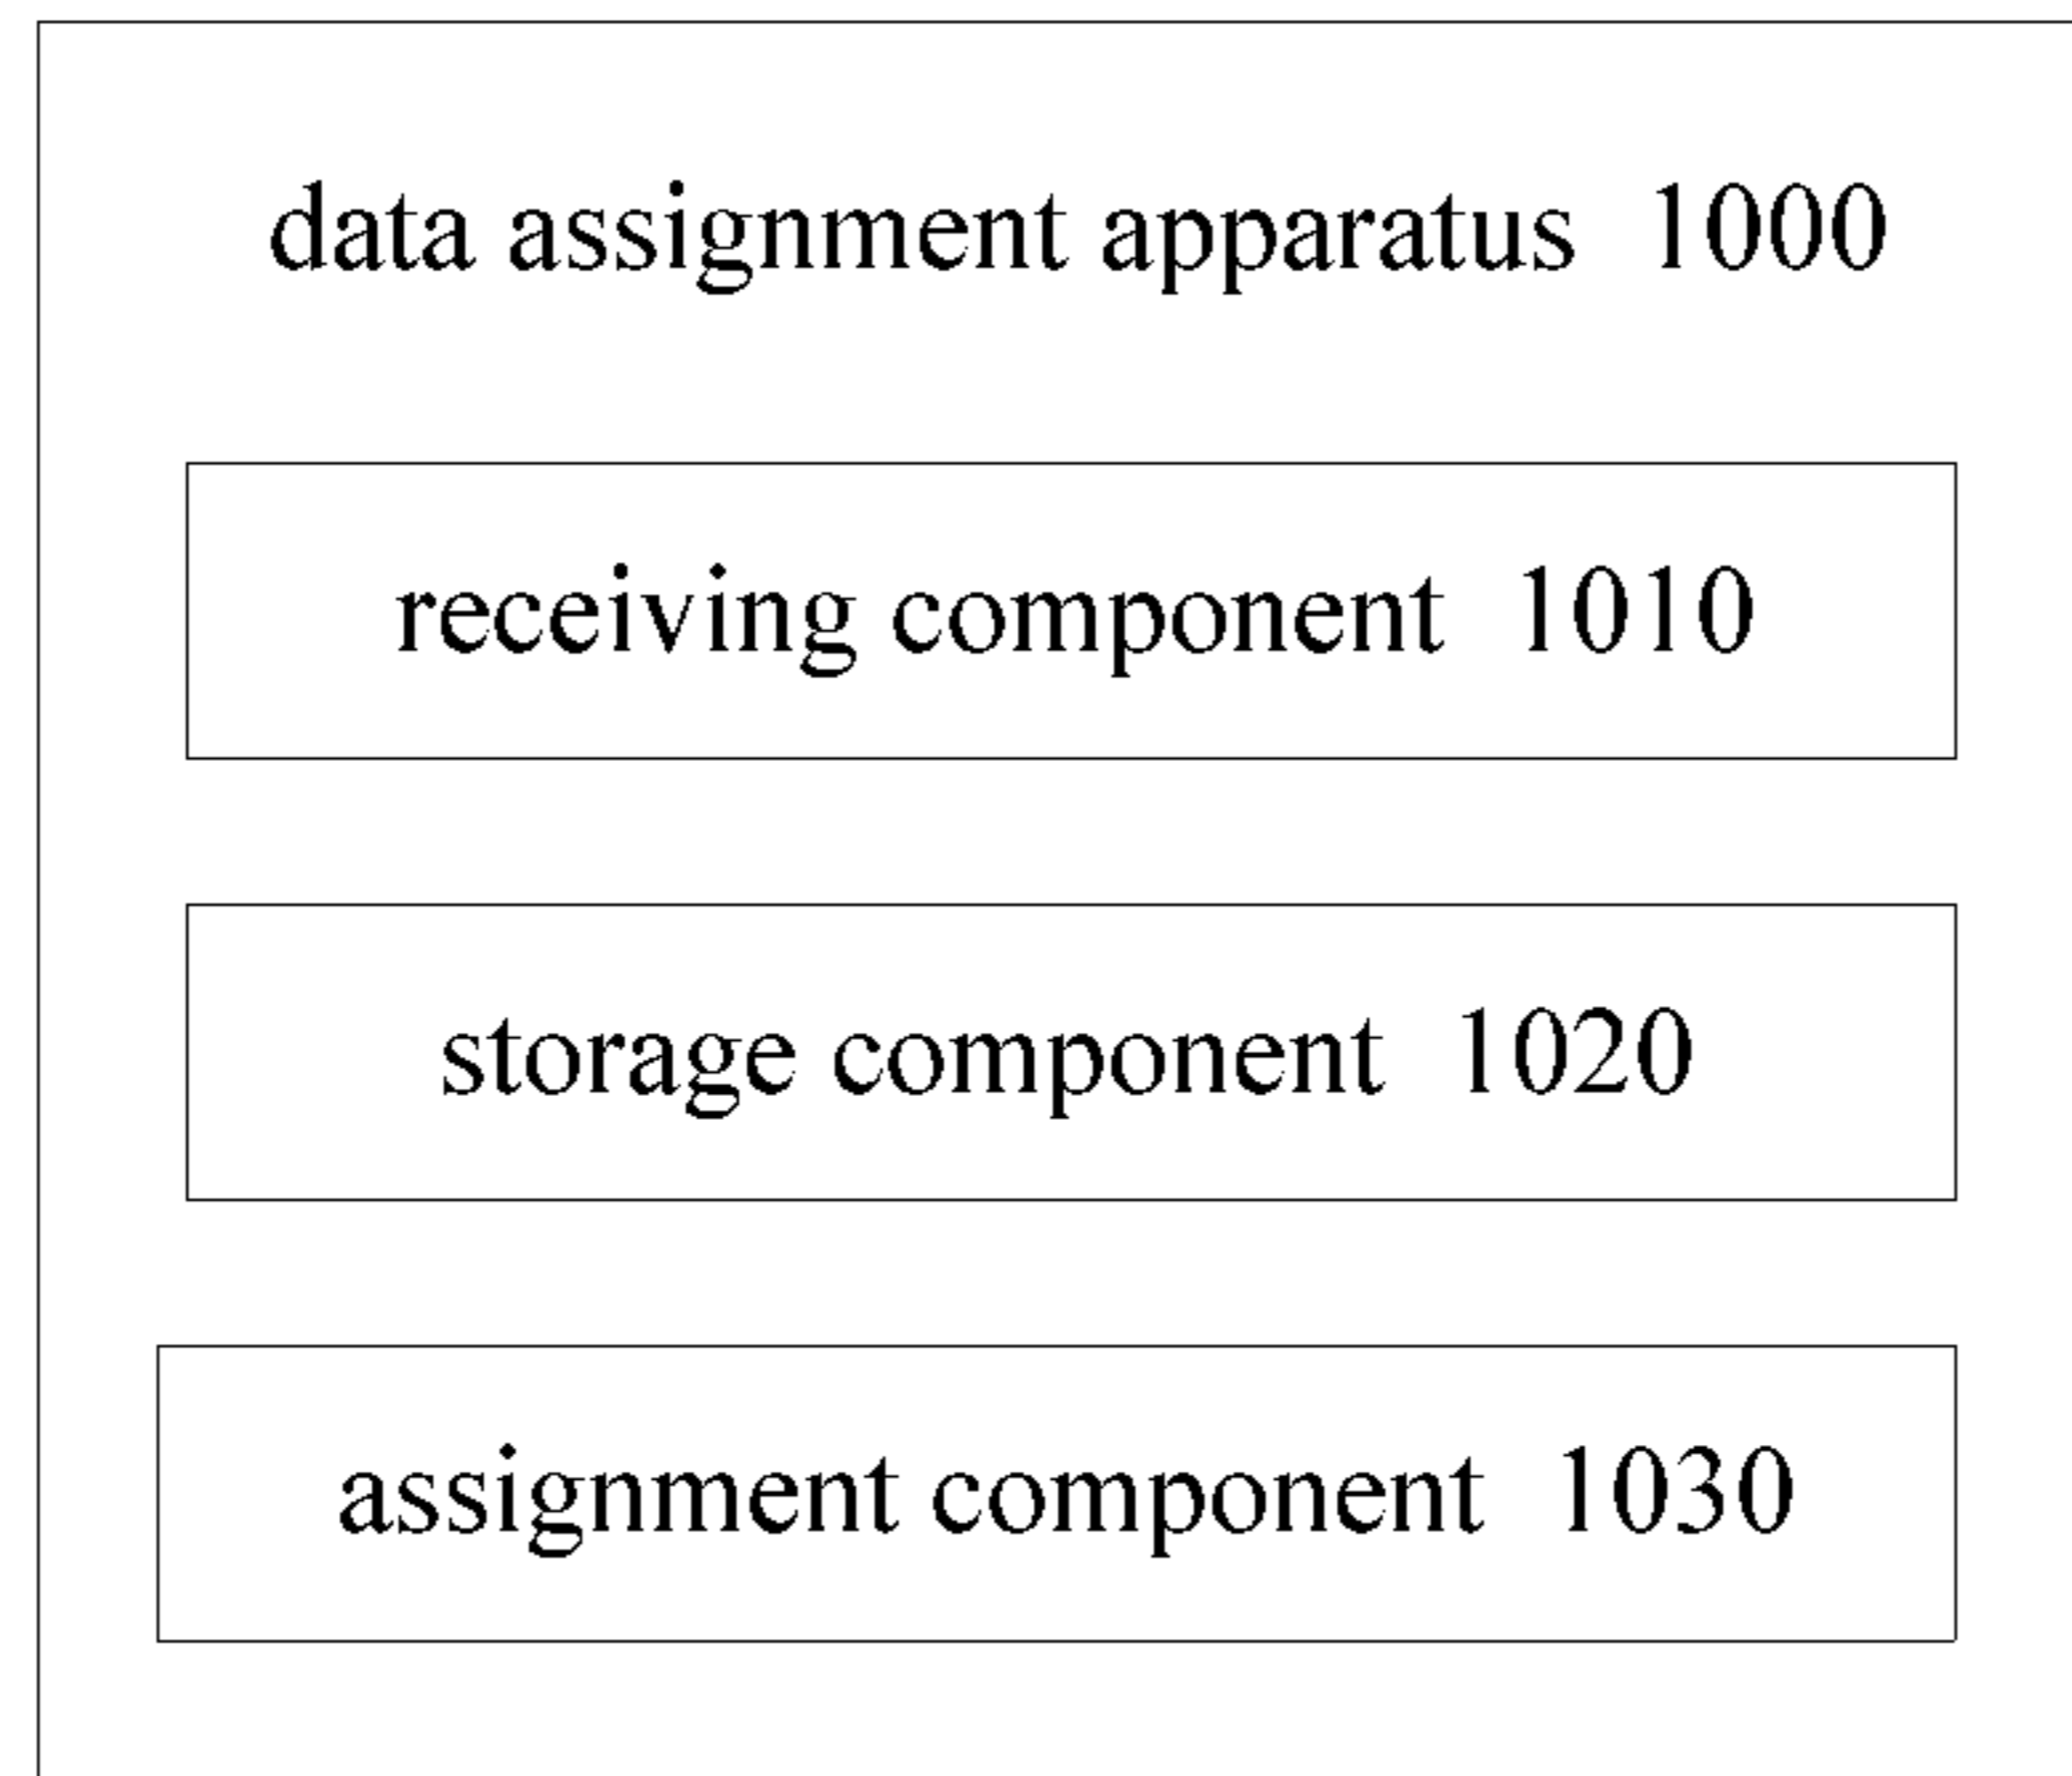 data assignment apparatus 1000
receiving component 1010
storage component 1020
assignment component 1030